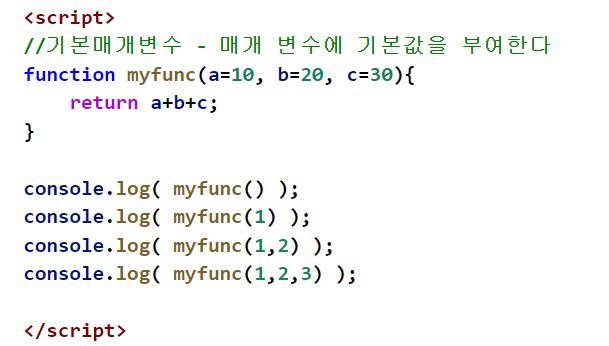 <script>
//기본매개변수 - 매개 변수에 기본값을 부여한다
function myfunc(a=10, b=20, c=30){
    return a+b+c;
}

console.log( myfunc() );
console.log( myfunc(1) );
console.log( myfunc(1,2) );
console.log( myfunc(1,2,3) );

</script>